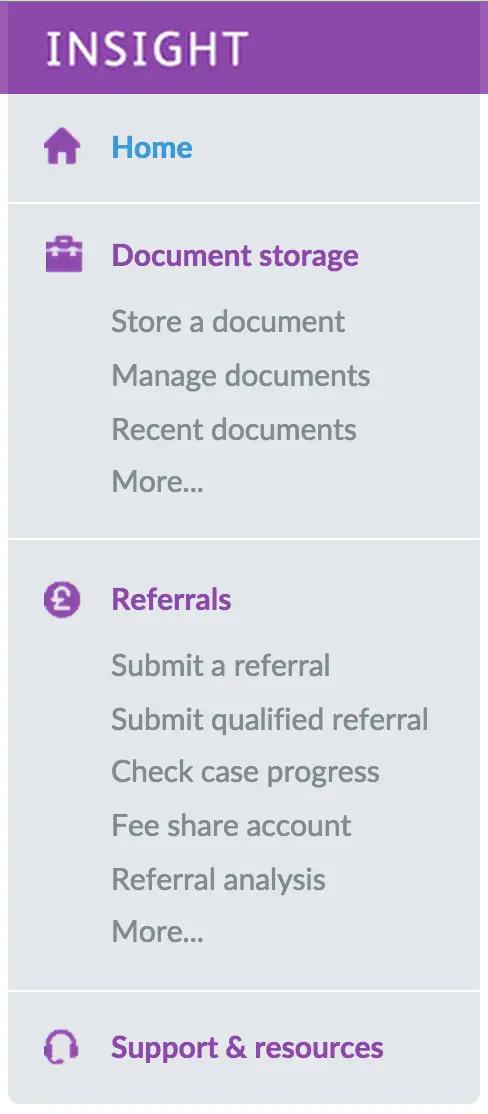 INSIGHT
Home
Document storage
Store a document
Manage documents
Recent documents
More...
Referrals
Submit a referral
Submit qualified referral
Check case progress
Fee share account
Referral analysis
More...
Support & resources